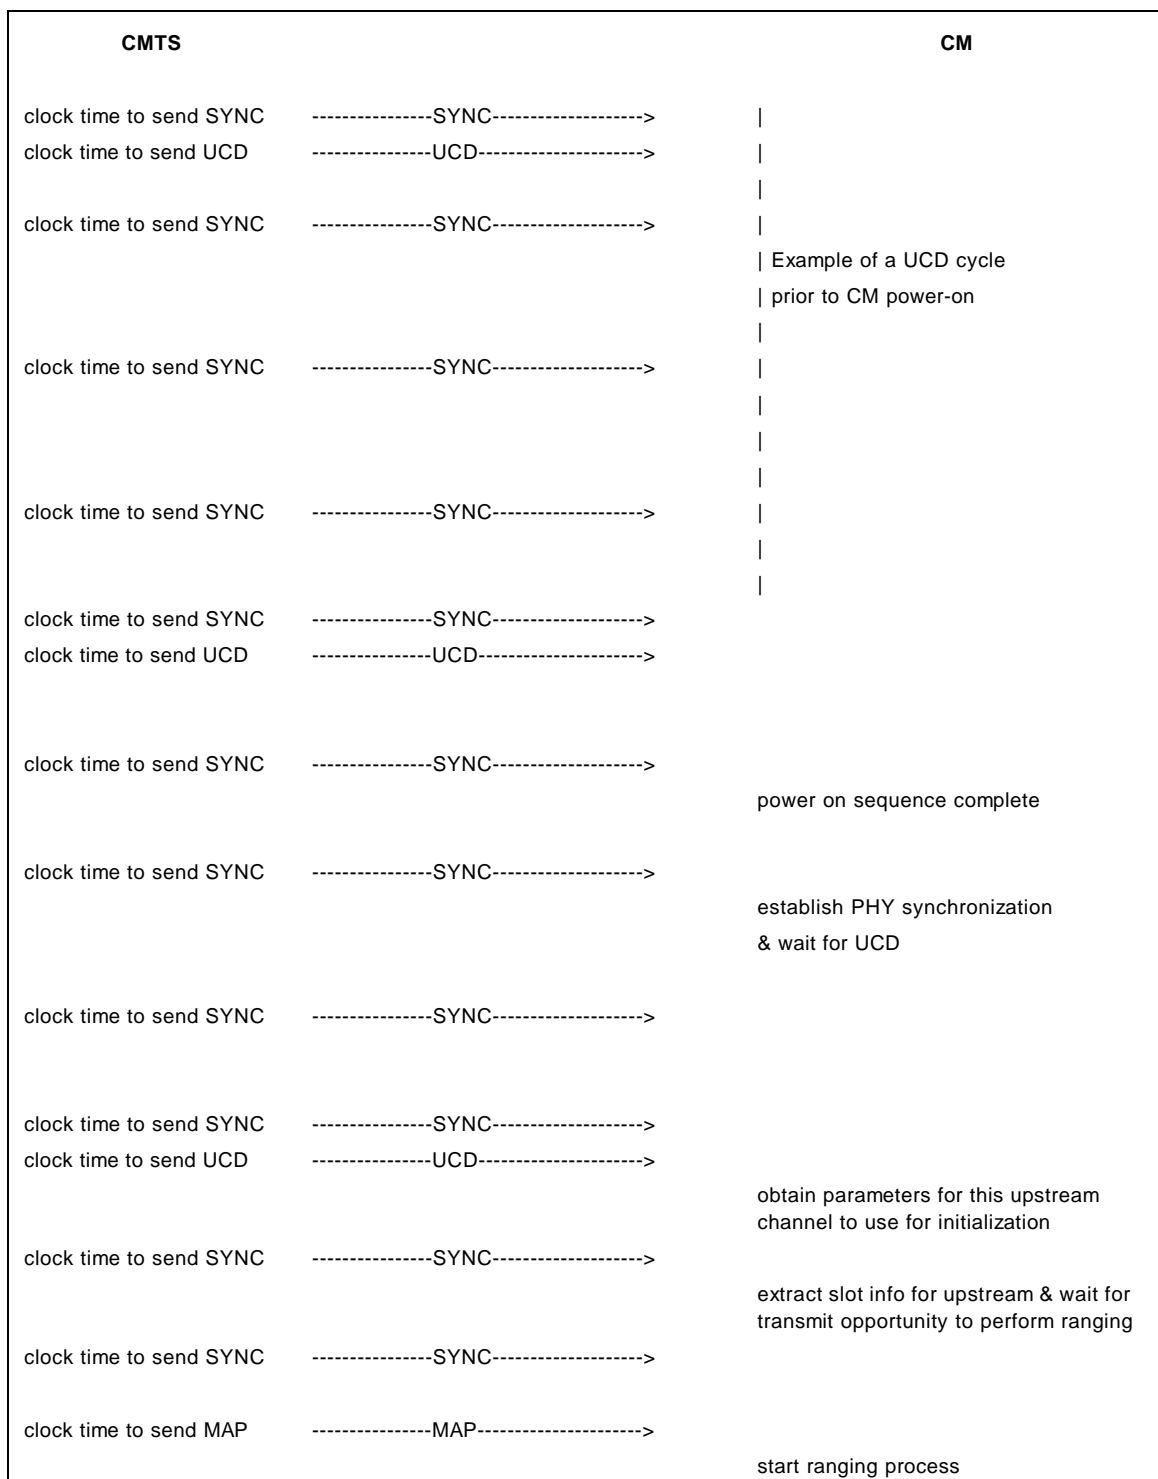 CMTS CM
clock time to send SYNC ----------------SYNC--------------------> |
clock time to send UCD ----------------UCD----------------------> |
|
clock time to send SYNC ----------------SYNC--------------------> |
| Example of a UCD cycle
| prior to CM power-on
|
clock time to send SYNC ----------------SYNC--------------------> |
|
|
|
clock time to send SYNC ----------------SYNC--------------------> |
|
|
clock time to send SYNC ----------------SYNC-------------------->
clock time to send UCD ----------------UCD---------------------->
clock time to send SYNC ----------------SYNC-------------------->
power on sequence complete
clock time to send SYNC ----------------SYNC-------------------->
establish PHY synchronization
& wait for UCD
clock time to send SYNC ----------------SYNC-------------------->
clock time to send SYNC ----------------SYNC-------------------->
clock time to send UCD ----------------UCD---------------------->
obtain parameters for this upstream
channel to use for initialization
clock time to send SYNC ----------------SYNC-------------------->
extract slot info for upstream & wait for
transmit opportunity to perform ranging
clock time to send SYNC ----------------SYNC-------------------->
clock time to send MAP ----------------MAP---------------------->
start ranging process